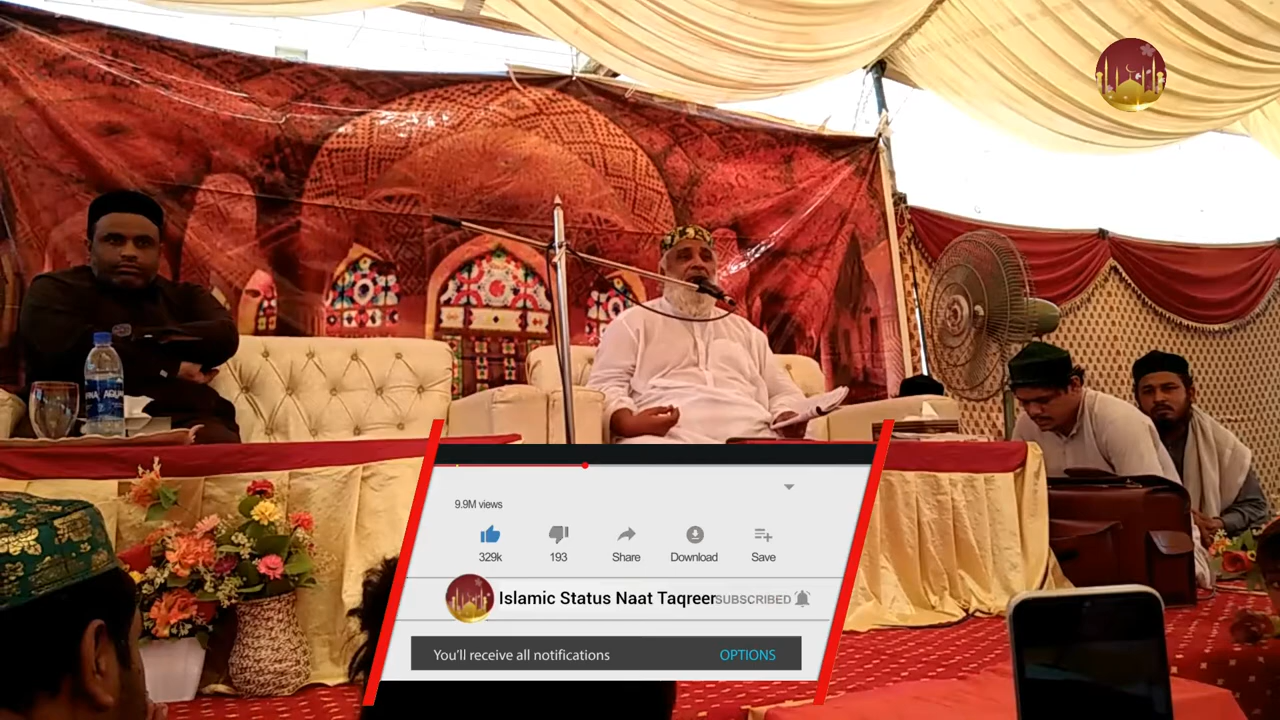 9.9M views
329k
193
Share
Download
Save
Islamic Status Naat Taqreer
SUBSCRIBED
You'll receive all notifications
OPTIONS